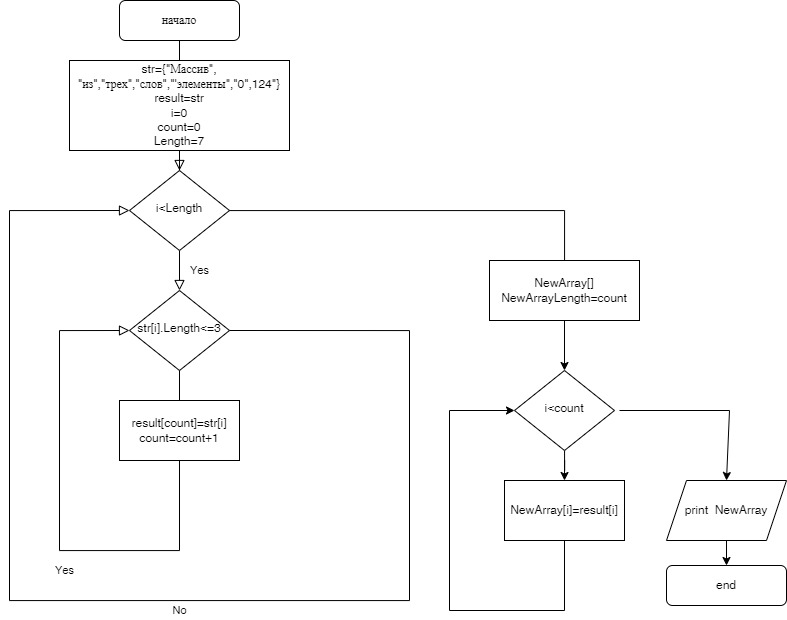 начало
str={"Массив",
"из","трех","слов","'элементы","0",124"}
result=str
i=0
count=0
Length=7
i<Length
Yes
str[i].Length<=3
result[count]=str[i]
count=count+1
Yes
No
NewArray[]
NewArrayLength=count
i<count
NewArray[i]=result[i]
print NewArray
end